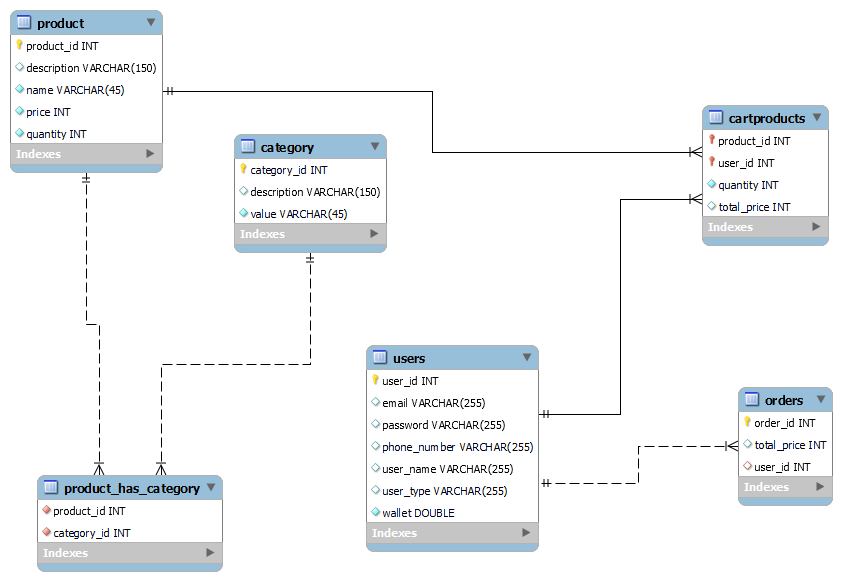 product
product_id INT
description VARCHAR(150)
name VARCHAR(45)
price INT
quantity INT
Indexes
category
category_id INT
description VARCHAR(150)
value VARCHAR(45)
Indexes
cartproducts
product_id INT
user_id INT
quantity INT
total_price INT
Indexes
users
user_id INT
email VARCHAR(255)
password VARCHAR(255)
phone_number VARCHAR(255)
user_name VARCHAR(255)
user_type VARCHAR(255)
wallet DOUBLE
Indexes
orders
order_id INT
total_price INT
user_id INT
Indexes
product_has_category
product_id INT
category_id INT
Indexes